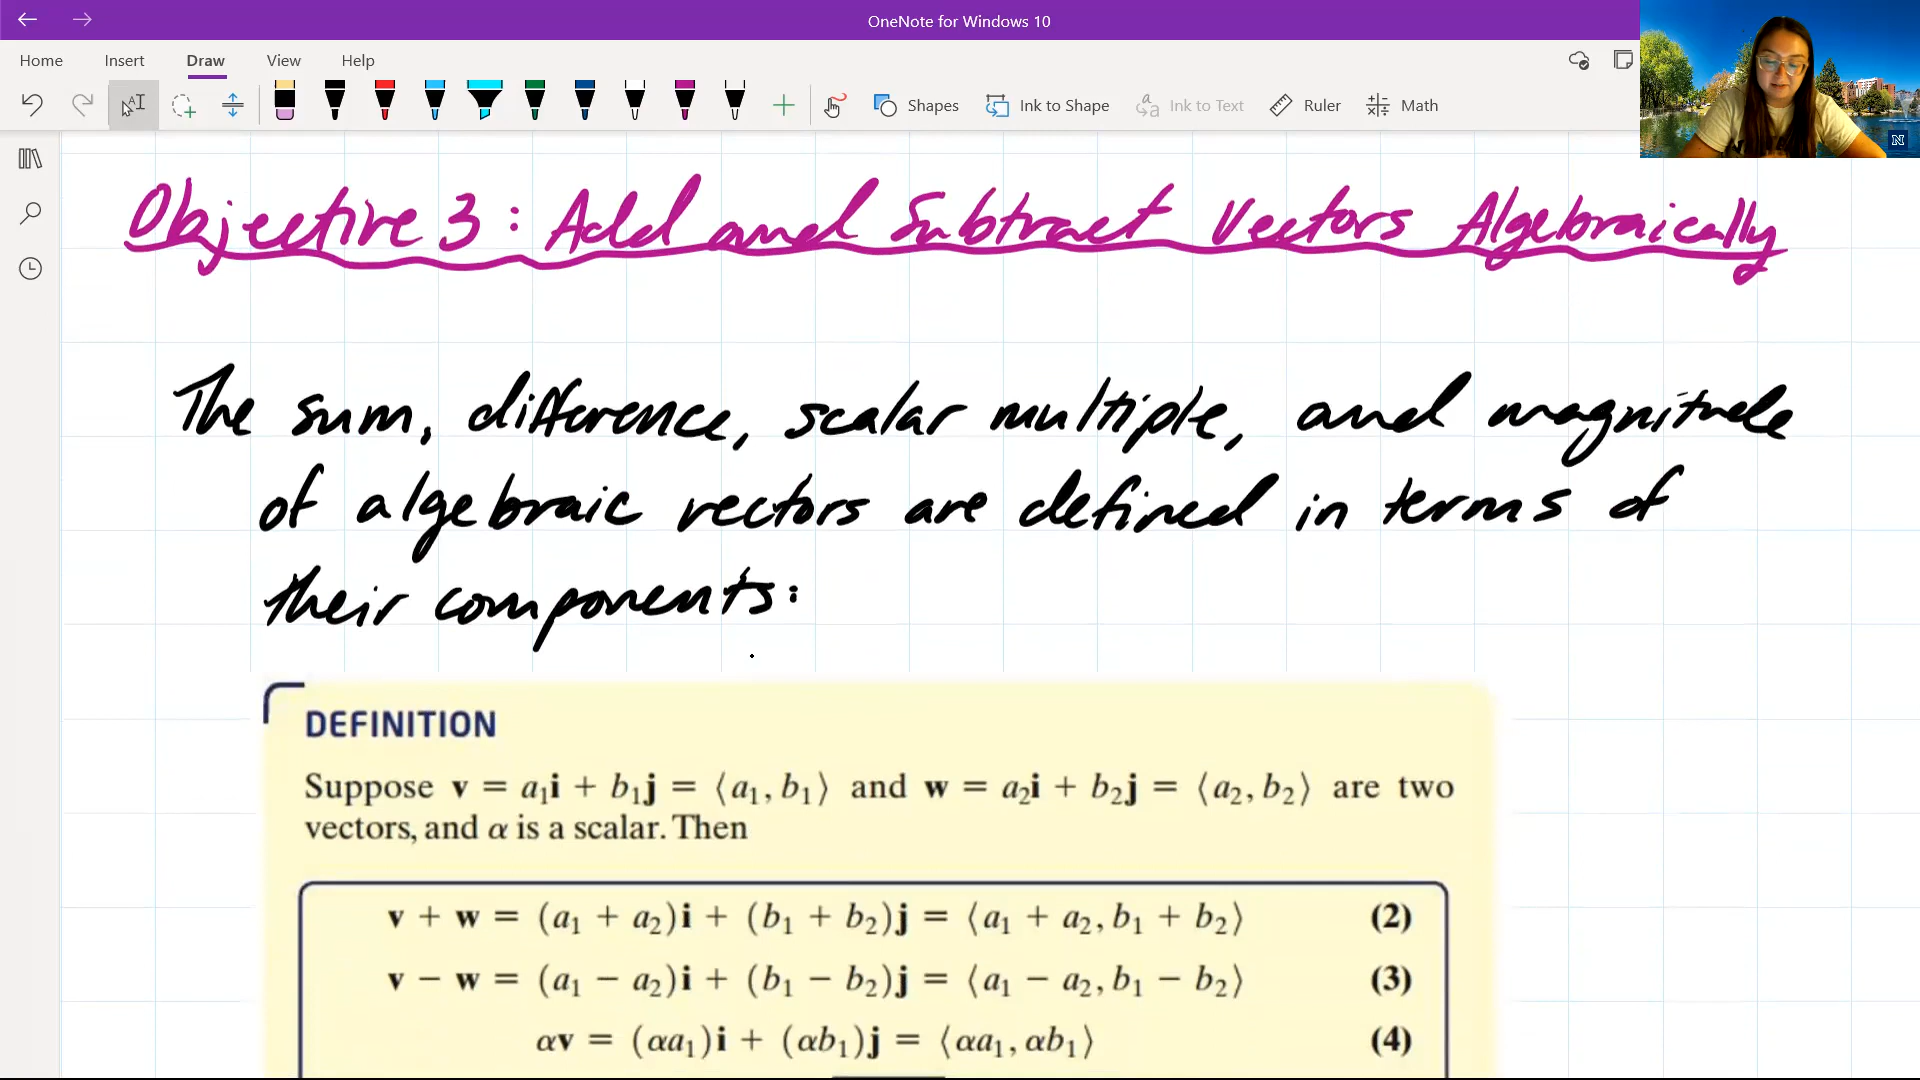 OneNote for Windows 10
Home Insert Draw View Help
Shapes Ink to Shape Ink to Text Ruler Math
N
Objective 3: Add and Subtract Vectors Algebraically
The sum, difference, scalar multiple, and magnitude
of algebraic vectors are defined in terms of
their components:
DEFINITION
Suppose v = a₁i + b₁j = ⟨a₁, b₁⟩ and w = a₂i + b₂j = ⟨a₂, b₂⟩ are two
vectors, and α is a scalar. Then
v + w = (a₁ + a₂)i + (b₁ + b₂)j = ⟨a₁ + a₂, b₁ + b₂⟩ (2)
v − w = (a₁ − a₂)i + (b₁ − b₂)j = ⟨a₁ − a₂, b₁ − b₂⟩ (3)
αv = (αa₁)i + (αb₁)j = ⟨αa₁, αb₁⟩ (4)